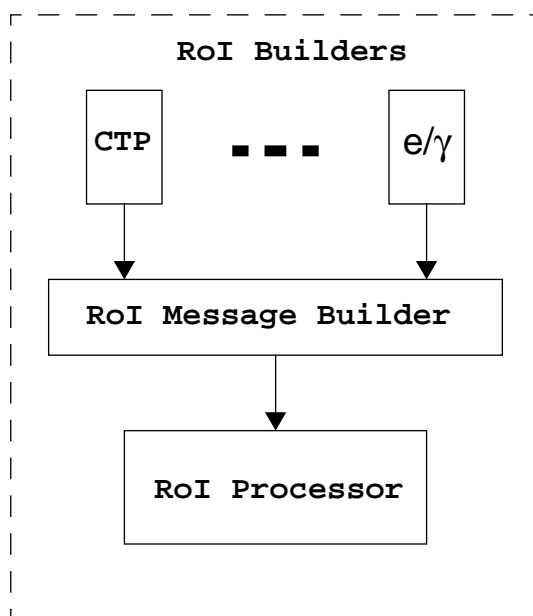 RoI Builders
CTP
e/γ
RoI Message Builder
RoI Processor